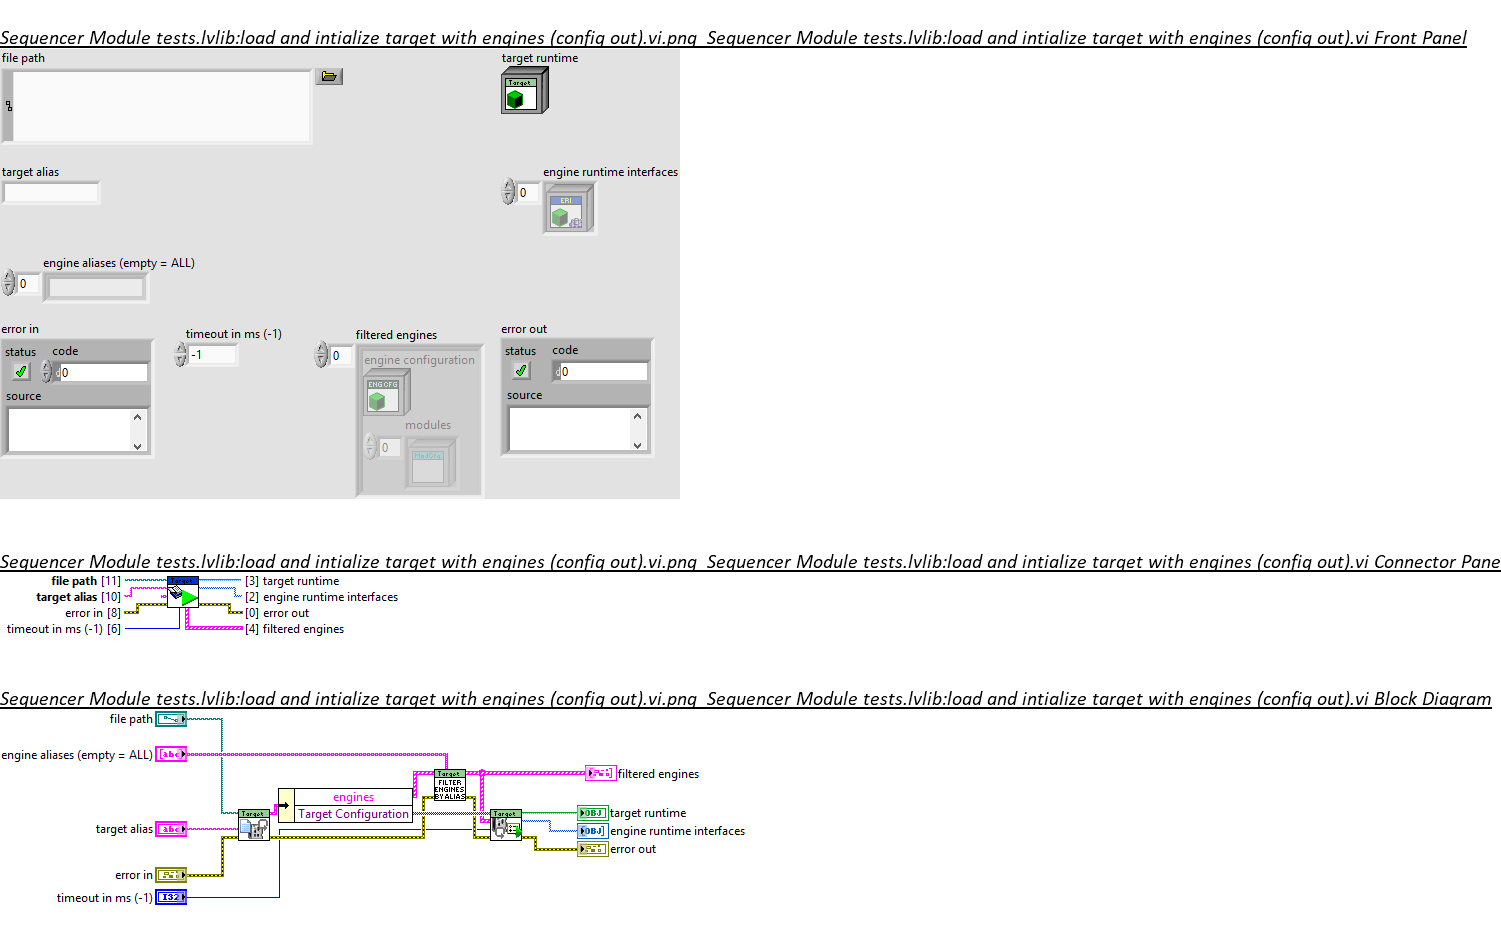 Sequencer Module tests.lvlib:load and intialize target with engines (config out).vi.png  Sequencer Module tests.lvlib:load and intialize target with engines (config out).vi Front Panel
file path
target runtime
Target
target alias
engine runtime interfaces
0
ERI
engine aliases (empty = ALL)
0
error in
timeout in ms (-1)
filtered engines
error out
status code
-1
0
engine configuration
status code
0
0
source
ENG CFG
source
modules
0
ModCfg
Sequencer Module tests.lvlib:load and intialize target with engines (config out).vi.png  Sequencer Module tests.lvlib:load and intialize target with engines (config out).vi Connector Pane
file path [11]
Target
[3] target runtime
target alias [10]
[2] engine runtime interfaces
error in [8]
[0] error out
timeout in ms (-1) [6]
[4] filtered engines
Sequencer Module tests.lvlib:load and intialize target with engines (config out).vi.png  Sequencer Module tests.lvlib:load and intialize target with engines (config out).vi Block Diagram
file path
engine aliases (empty = ALL)
abc
Target
FILTER
ENGINES
BY ALIAS
filtered engines
engines
Target Configuration
Target
Target
OBJ
target runtime
target alias
abc
OBJ
engine runtime interfaces
error out
error in
timeout in ms (-1)
I32